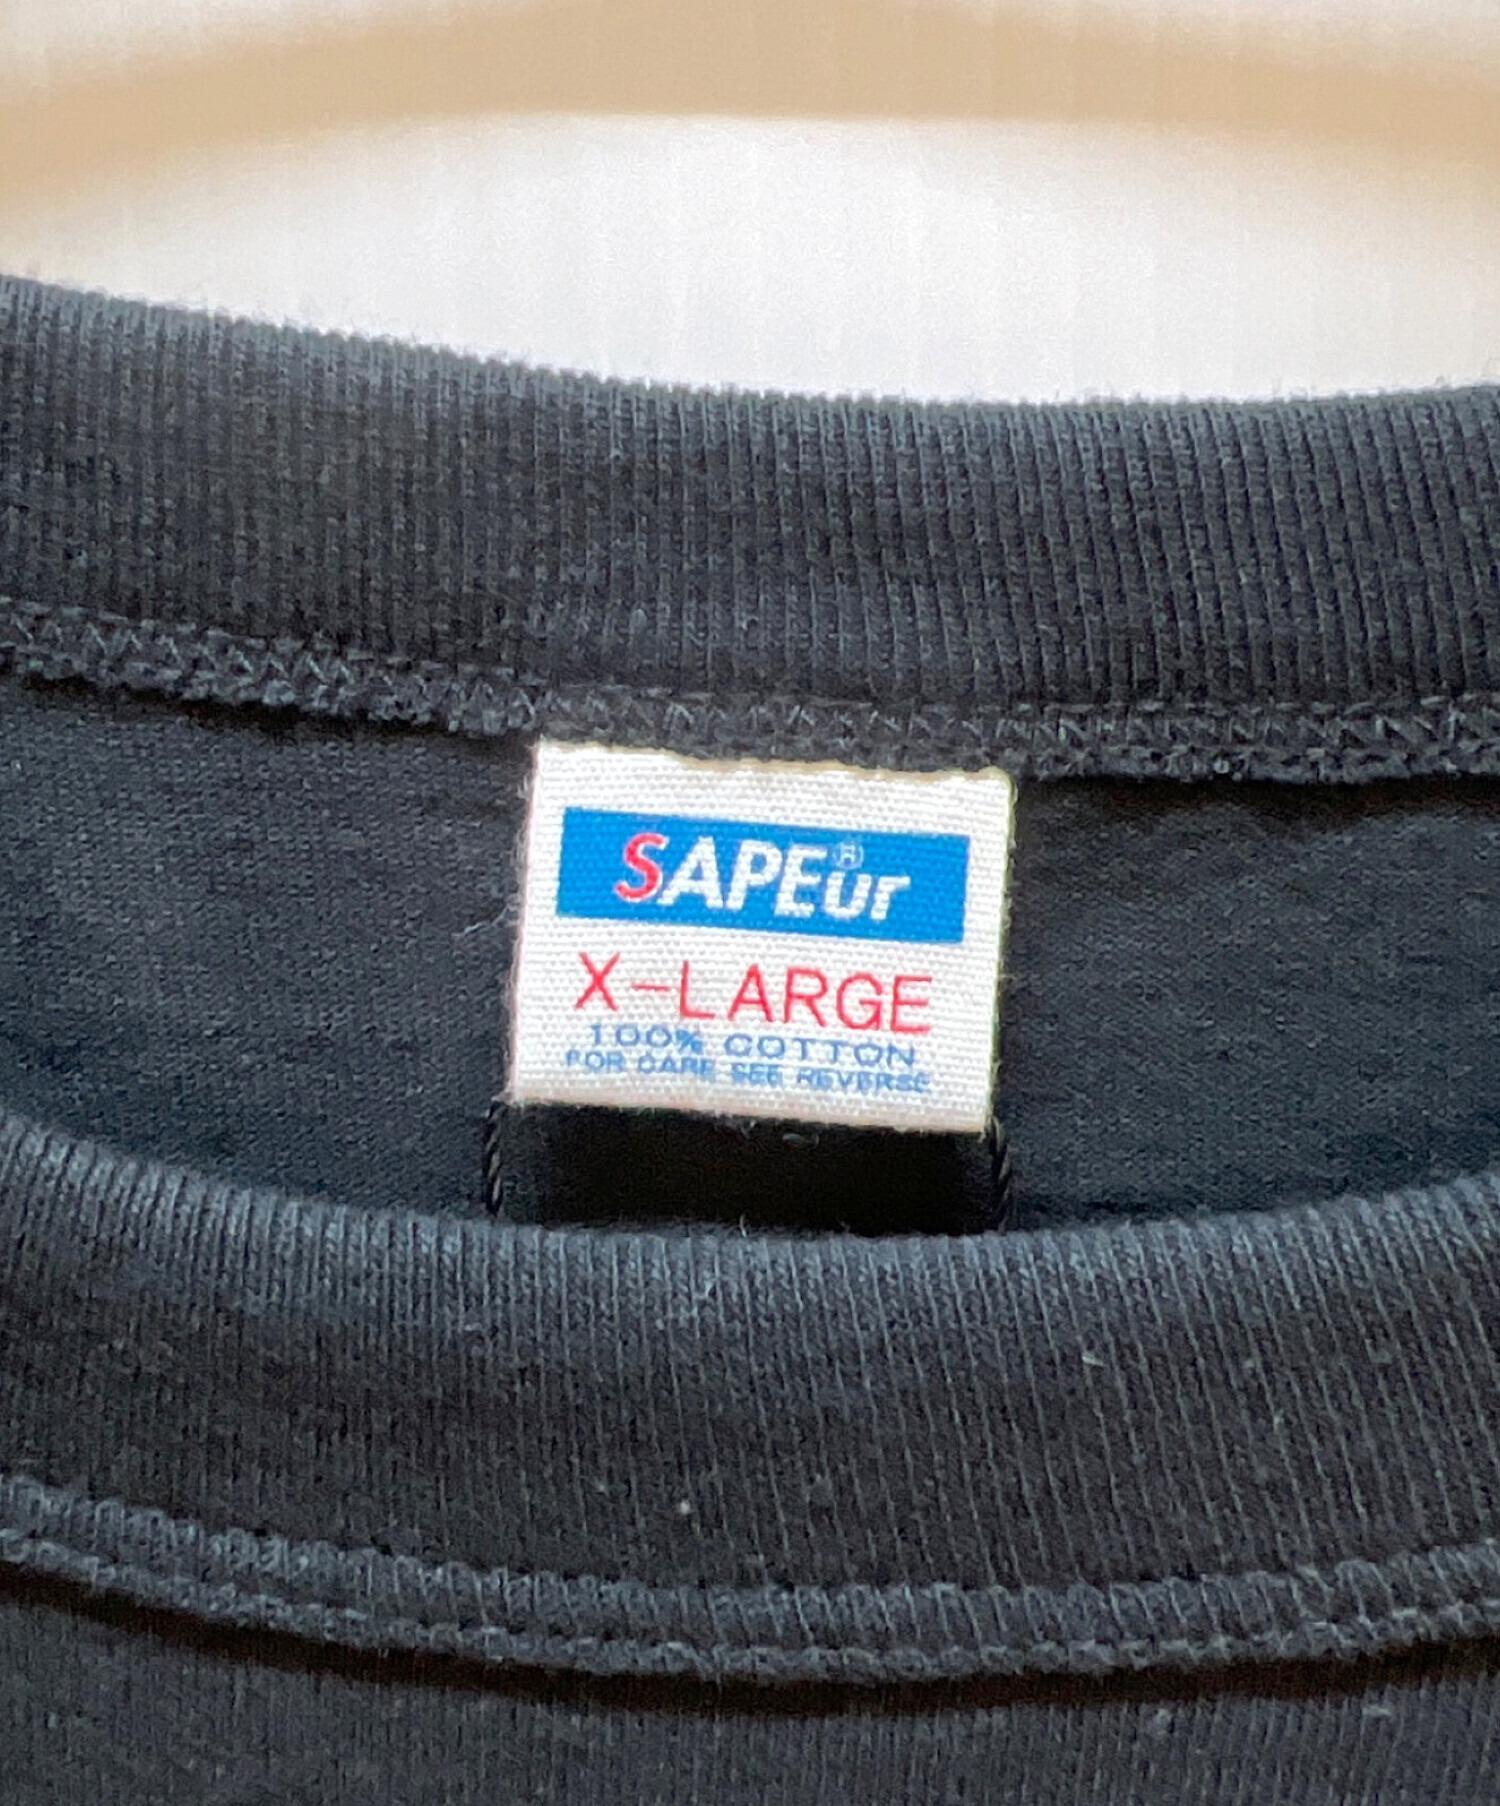 SAPEur®
X-LARGE
100% COTTON
FOR CARE SEE REVERSE